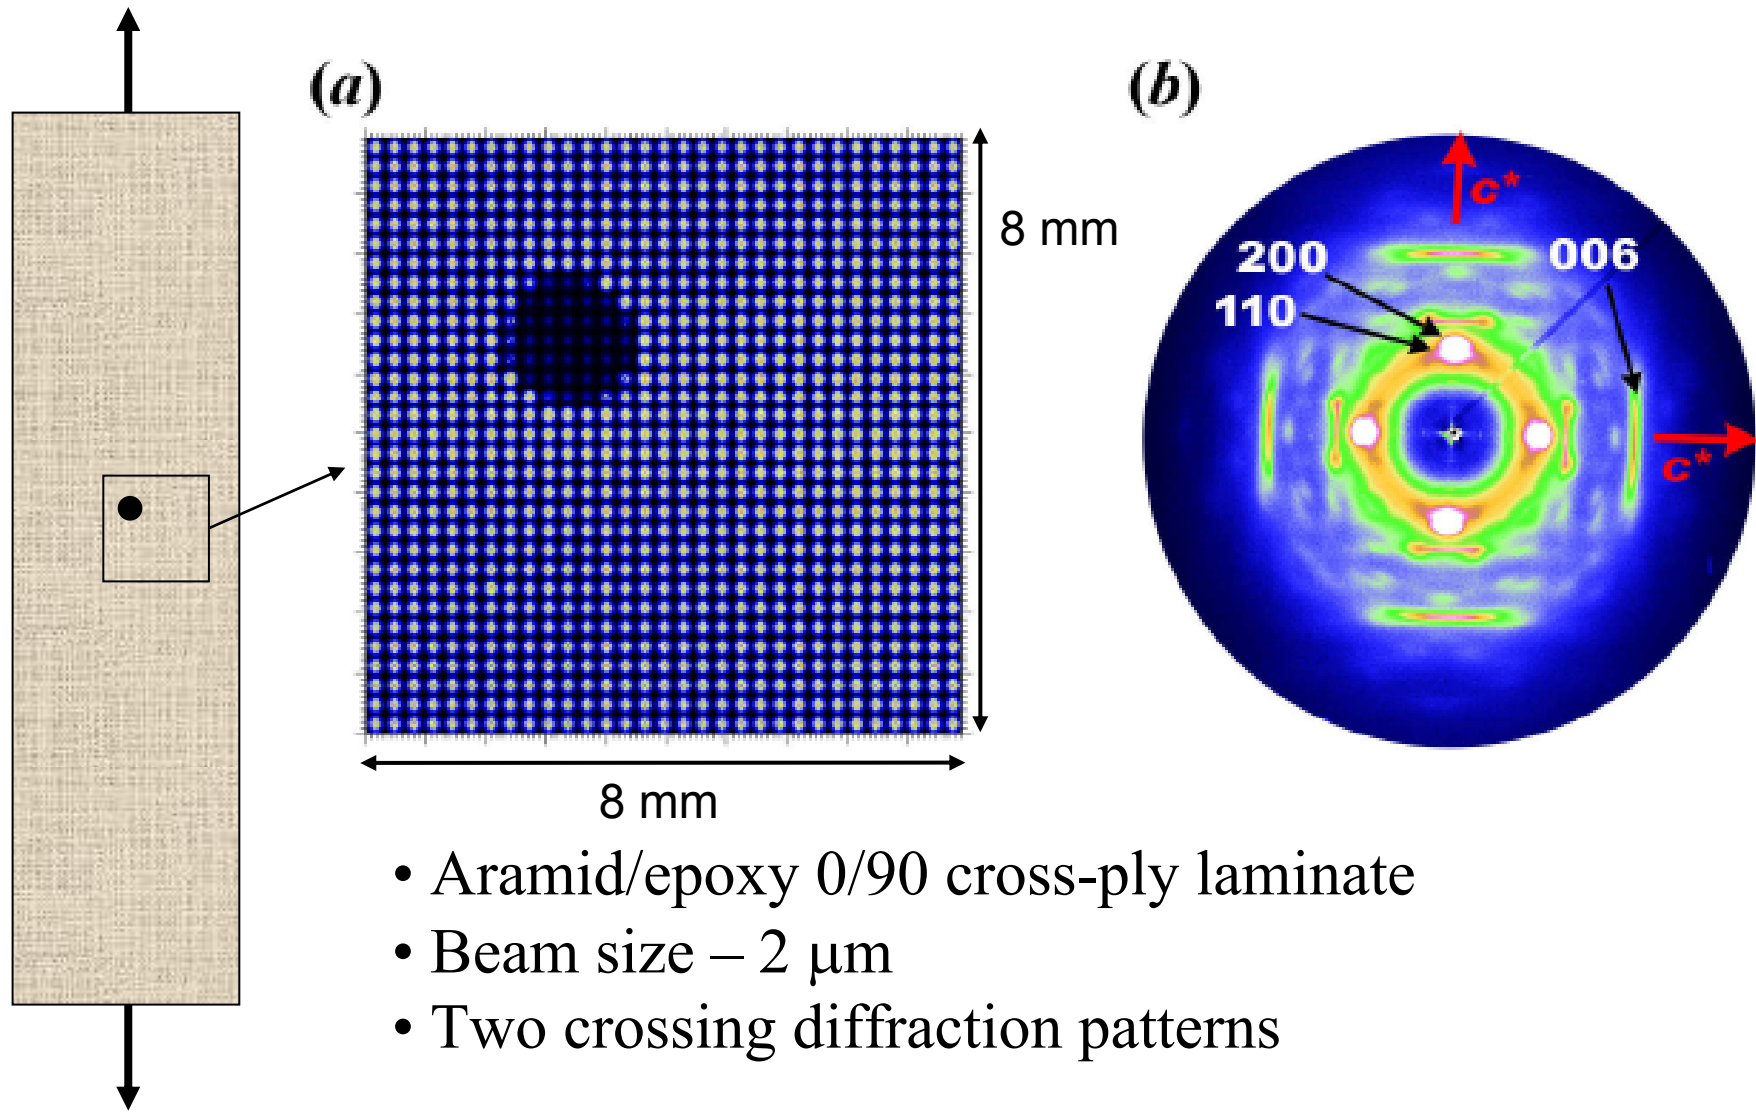 (a)
(b)
c*
8 mm
200
006
110
c*
8 mm
• Aramid/epoxy 0/90 cross-ply laminate
• Beam size – 2 μm
• Two crossing diffraction patterns